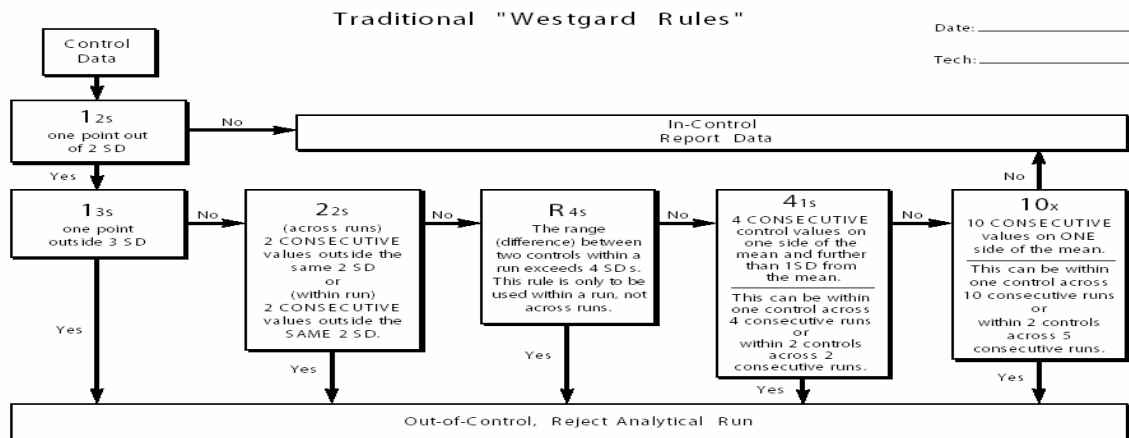 Traditional "Westgard Rules"
Date:
Tech:
Control
Data
1 2s
one point out
of 2 SD
No
In-Control
Report Data
Yes
No
1 3s
one point
outside 3 SD
No
2 2s
(across runs)
2 CONSECUTIVE
values outside the
same 2 SD
or
(within run)
2 CONSECUTIVE
values outside the
SAME 2 SD.
No
R 4s
The range
(difference) between
two controls within a
run exceeds 4 SDs.
This rule is only to be
used within a run, not
across runs.
No
4 1s
4 CONSECUTIVE
control values on
one side of the
mean and further
than 1SD from
the mean.
This can be within
one control across
4 consecutive runs
or
within 2 controls
across 2
consecutive runs.
No
10x
10 CONSECUTIVE
values on ONE
side of the mean.
This can be within
one control across
10 consecutive runs
or
within 2 controls
across 5
consecutive runs.
Yes
Yes
Yes
Yes
Yes
Out-of-Control, Reject Analytical Run